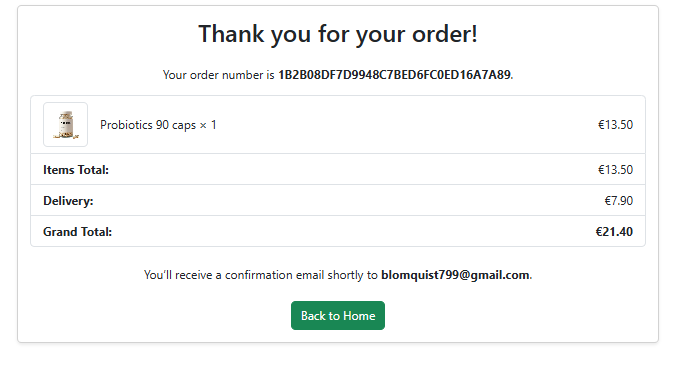 Thank you for your order!
Your order number is 1B2B08DF7D9948C7BED6FC0ED16A7A89.
Probiotics 90 caps × 1 €13.50
Items Total: €13.50
Delivery: €7.90
Grand Total: €21.40
You'll receive a confirmation email shortly to blomquist799@gmail.com.
Back to Home